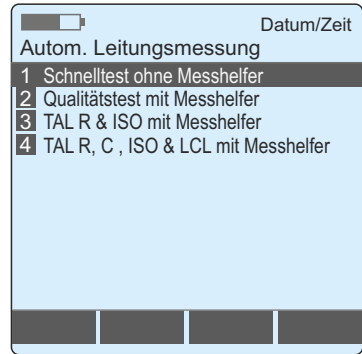 Datum/Zeit
Autom. Leitungsmessung
1 Schnelltest ohne Messhelfer
2 Qualitätstest mit Messhelfer
3 TAL R & ISO mit Messhelfer
4 TAL R, C , ISO & LCL mit Messhelfer